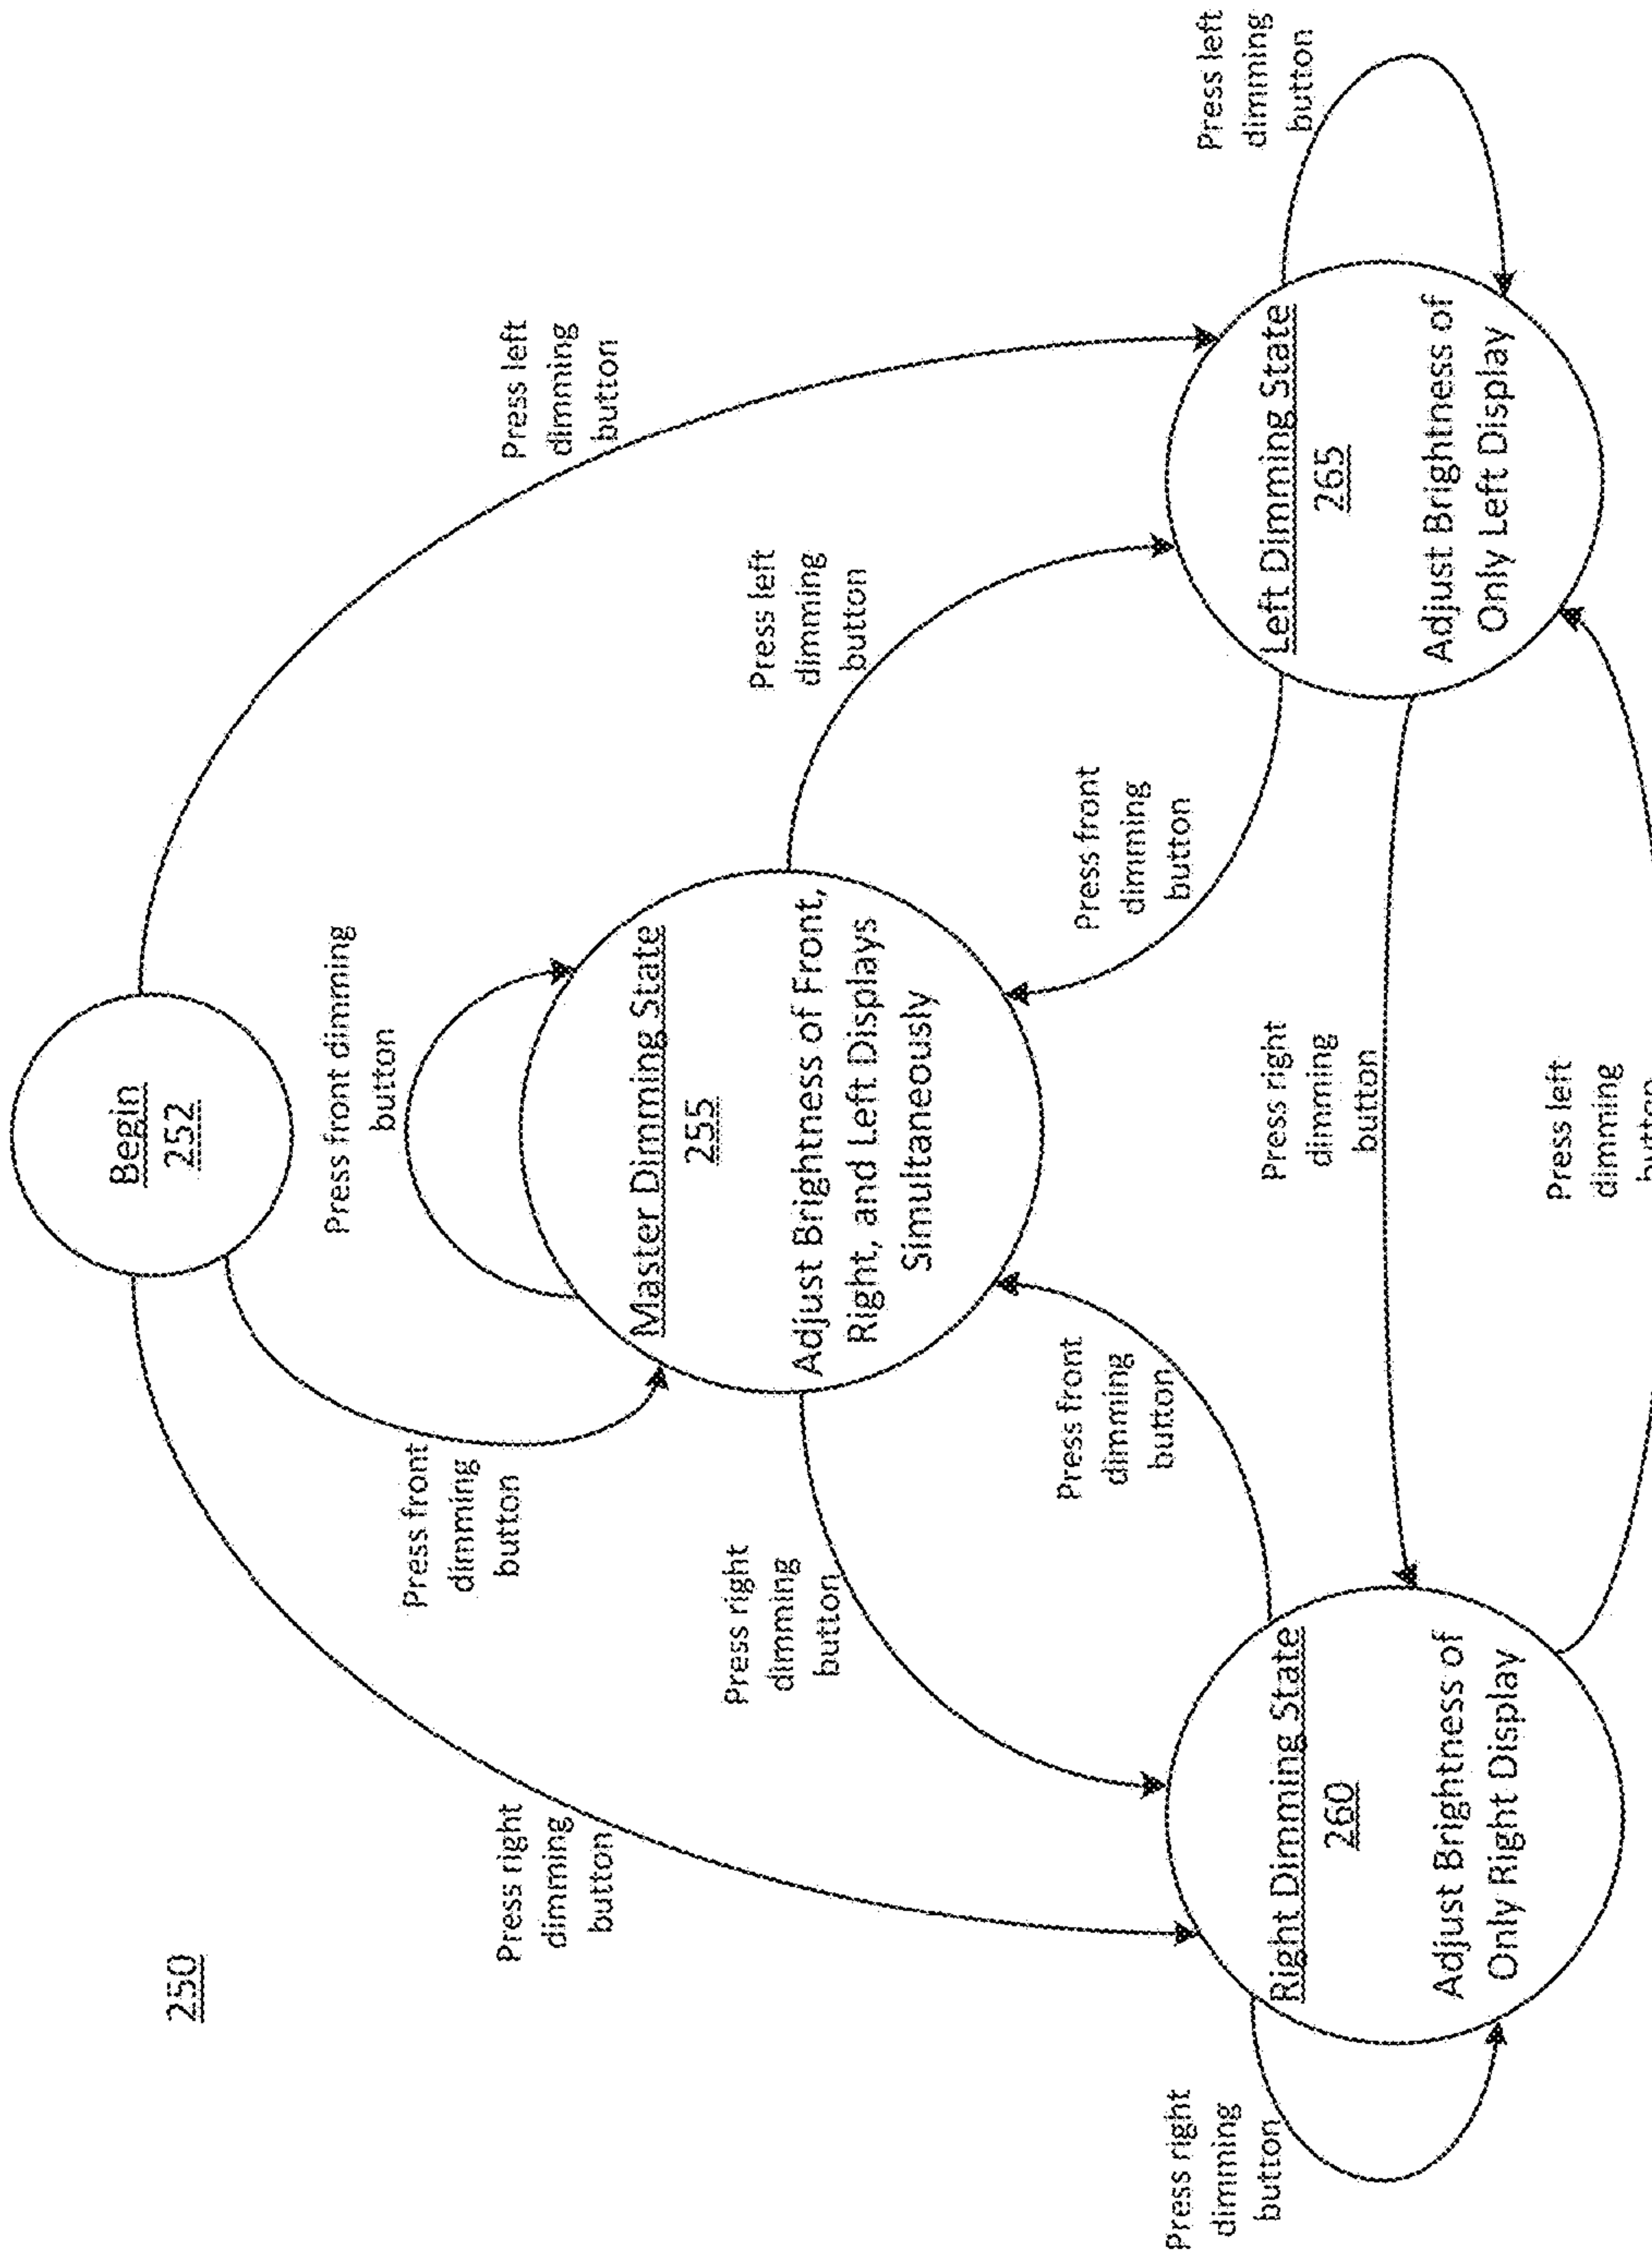 250
Begin
252
Press front dimming
button
Press front
dimming
button
Press right
dimming
button
Press left
dimming
button
Master Dimming State
255
Adjust Brightness of Front,
Right, and Left Displays
Simultaneously
Press right
dimming
button
Press left
dimming
button
Press front
dimming
button
Press front
dimming
button
Press right
dimming
button
Right Dimming State
260
Adjust Brightness of
Only Right Display
Press right
dimming
button
Left Dimming State
265
Adjust Brightness of
Only Left Display
Press left
dimming
button
Press left
dimming